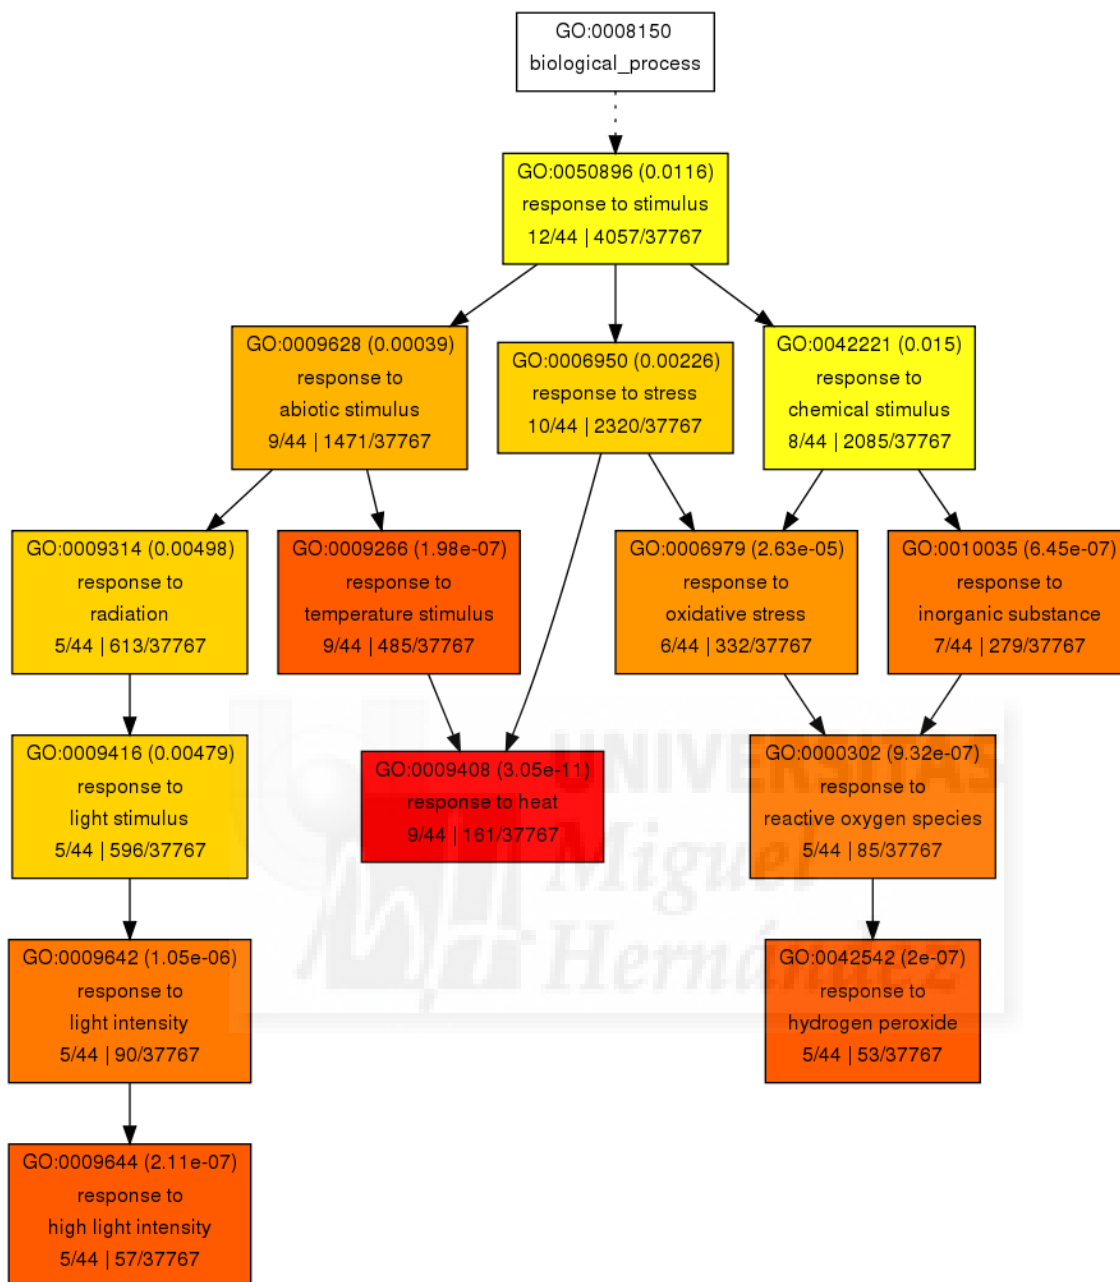 GO:0008150
biological_process
GO:0050896 (0.0116)
response to stimulus
12/44 | 4057/37767
GO:0009628 (0.00039)
response to
abiotic stimulus
9/44 | 1471/37767
GO:0006950 (0.00226)
response to stress
10/44 | 2320/37767
GO:0042221 (0.015)
response to
chemical stimulus
8/44 | 2085/37767
GO:0009314 (0.00498)
response to
radiation
5/44 | 613/37767
GO:0009266 (1.98e-07)
response to
temperature stimulus
9/44 | 485/37767
GO:0006979 (2.63e-05)
response to
oxidative stress
6/44 | 332/37767
GO:0010035 (6.45e-07)
response to
inorganic substance
7/44 | 279/37767
GO:0009416 (0.00479)
response to
light stimulus
5/44 | 596/37767
GO:0009408 (3.05e-11)
response to heat
9/44 | 161/37767
GO:0000302 (9.32e-07)
response to
reactive oxygen species
5/44 | 85/37767
UNIVERSITAS
Miguel
Hernández
GO:0009642 (1.05e-06)
response to
light intensity
5/44 | 90/37767
GO:0042542 (2e-07)
response to
hydrogen peroxide
5/44 | 53/37767
GO:0009644 (2.11e-07)
response to
high light intensity
5/44 | 57/37767